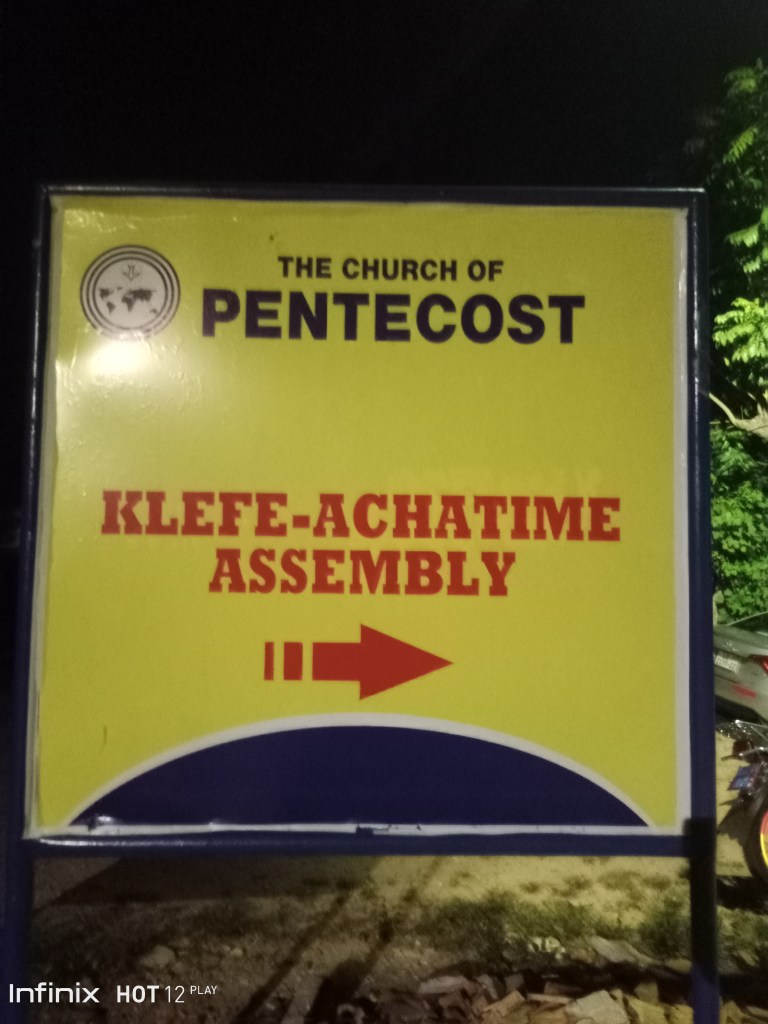 THE CHURCH OF
PENTECOST
KLEFE-ACHATIME
ASSEMBLY
Infinix HOT 12 PLAY